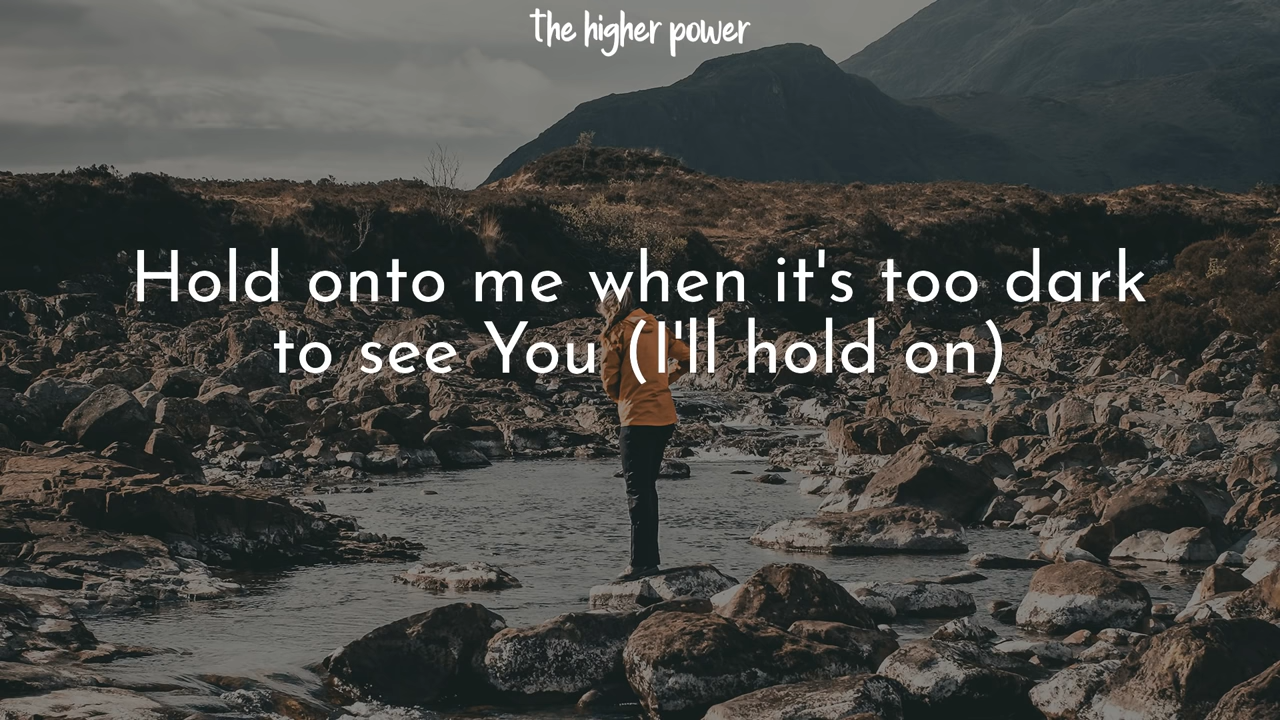 the higher power
Hold onto me when it's too dark
to see You (I'll hold on)